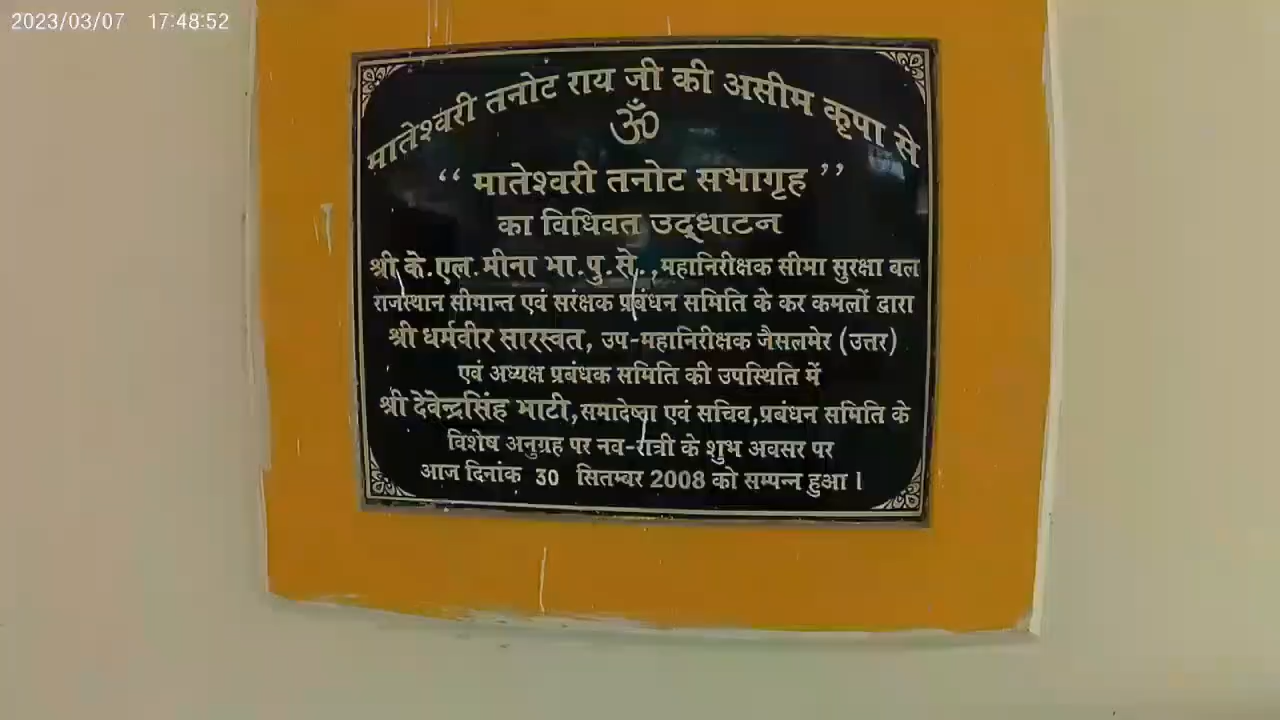 2023/03/07 17:48:52
मातेश्वरी तनोट राय जी की असीम कृपा से
ॐ
“ मातेश्वरी तनोट सभागृह ”
का विधिवत उद्धाटन
श्री के.एल.मीना भा.पु.से.,महानिरीक्षक सीमा सुरक्षा बल
राजस्थान सीमान्त एवं सरंक्षक प्रबंधन समिति के कर कमलों द्वारा
श्री धर्मवीर सारस्वत, उप-महानिरीक्षक जैसलमेर (उत्तर)
एवं अध्यक्ष प्रबंधक समिति की उपस्थिति में
श्री देवेन्द्रसिंह भाटी,समादेष्टा एवं सचिव,प्रबंधन समिति के
विशेष अनुग्रह पर नव-रात्री के शुभ अवसर पर
आज दिनांक 30 सितम्बर 2008 को सम्पन्न हुआ ।